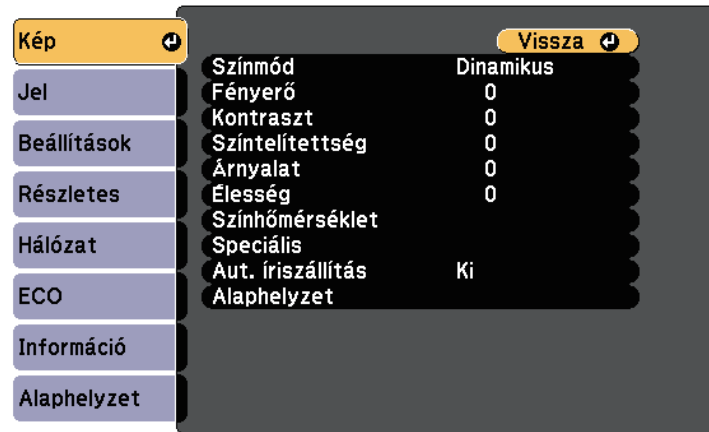 Kép
Jel
Beállítások
Részletes
Hálózat
ECO
Információ
Alaphelyzet
Vissza
Színmód Dinamikus
Fényerő 0
Kontraszt 0
Színtelítettség 0
Árnyalat 0
Élesség 0
Színhőmérséklet
Speciális
Aut. íriszállítás Ki
Alaphelyzet